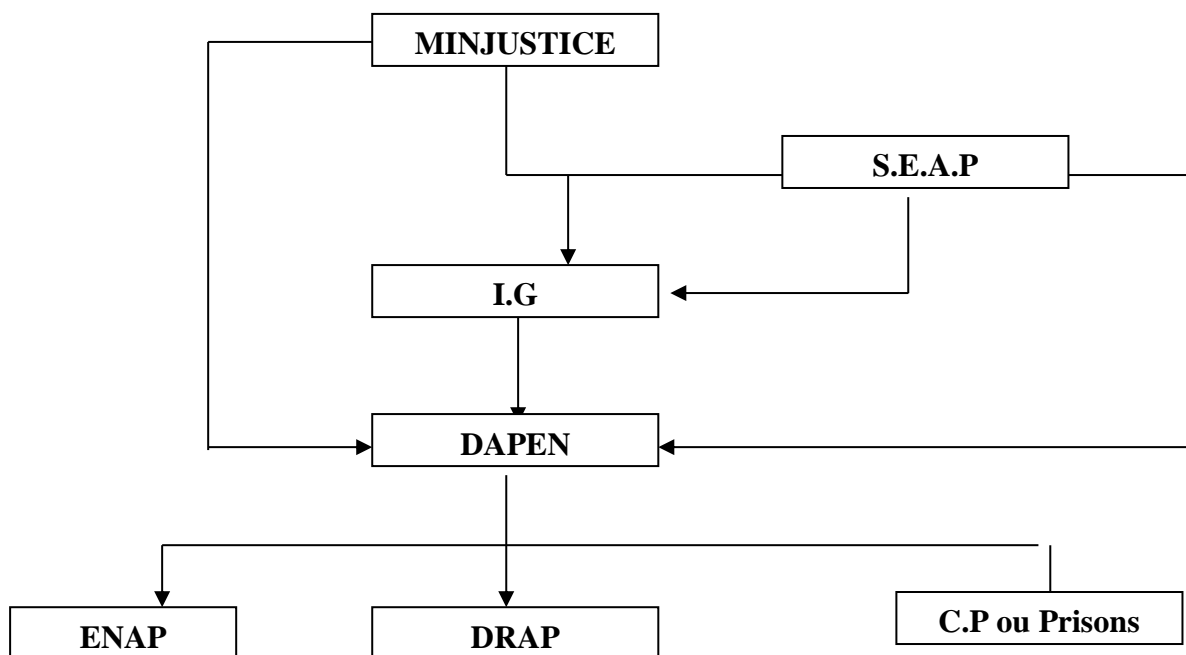 MINJUSTICE
S.E.A.P
I.G
DAPEN
ENAP
DRAP
C.P ou Prisons